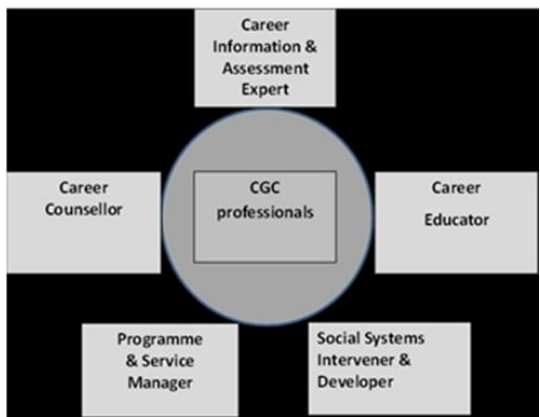 Career
Information &
Assessment
Expert
Career
Counsellor
CGC
professionals
Career
Educator
Programme
& Service
Manager
Social Systems
Intervener &
Developer